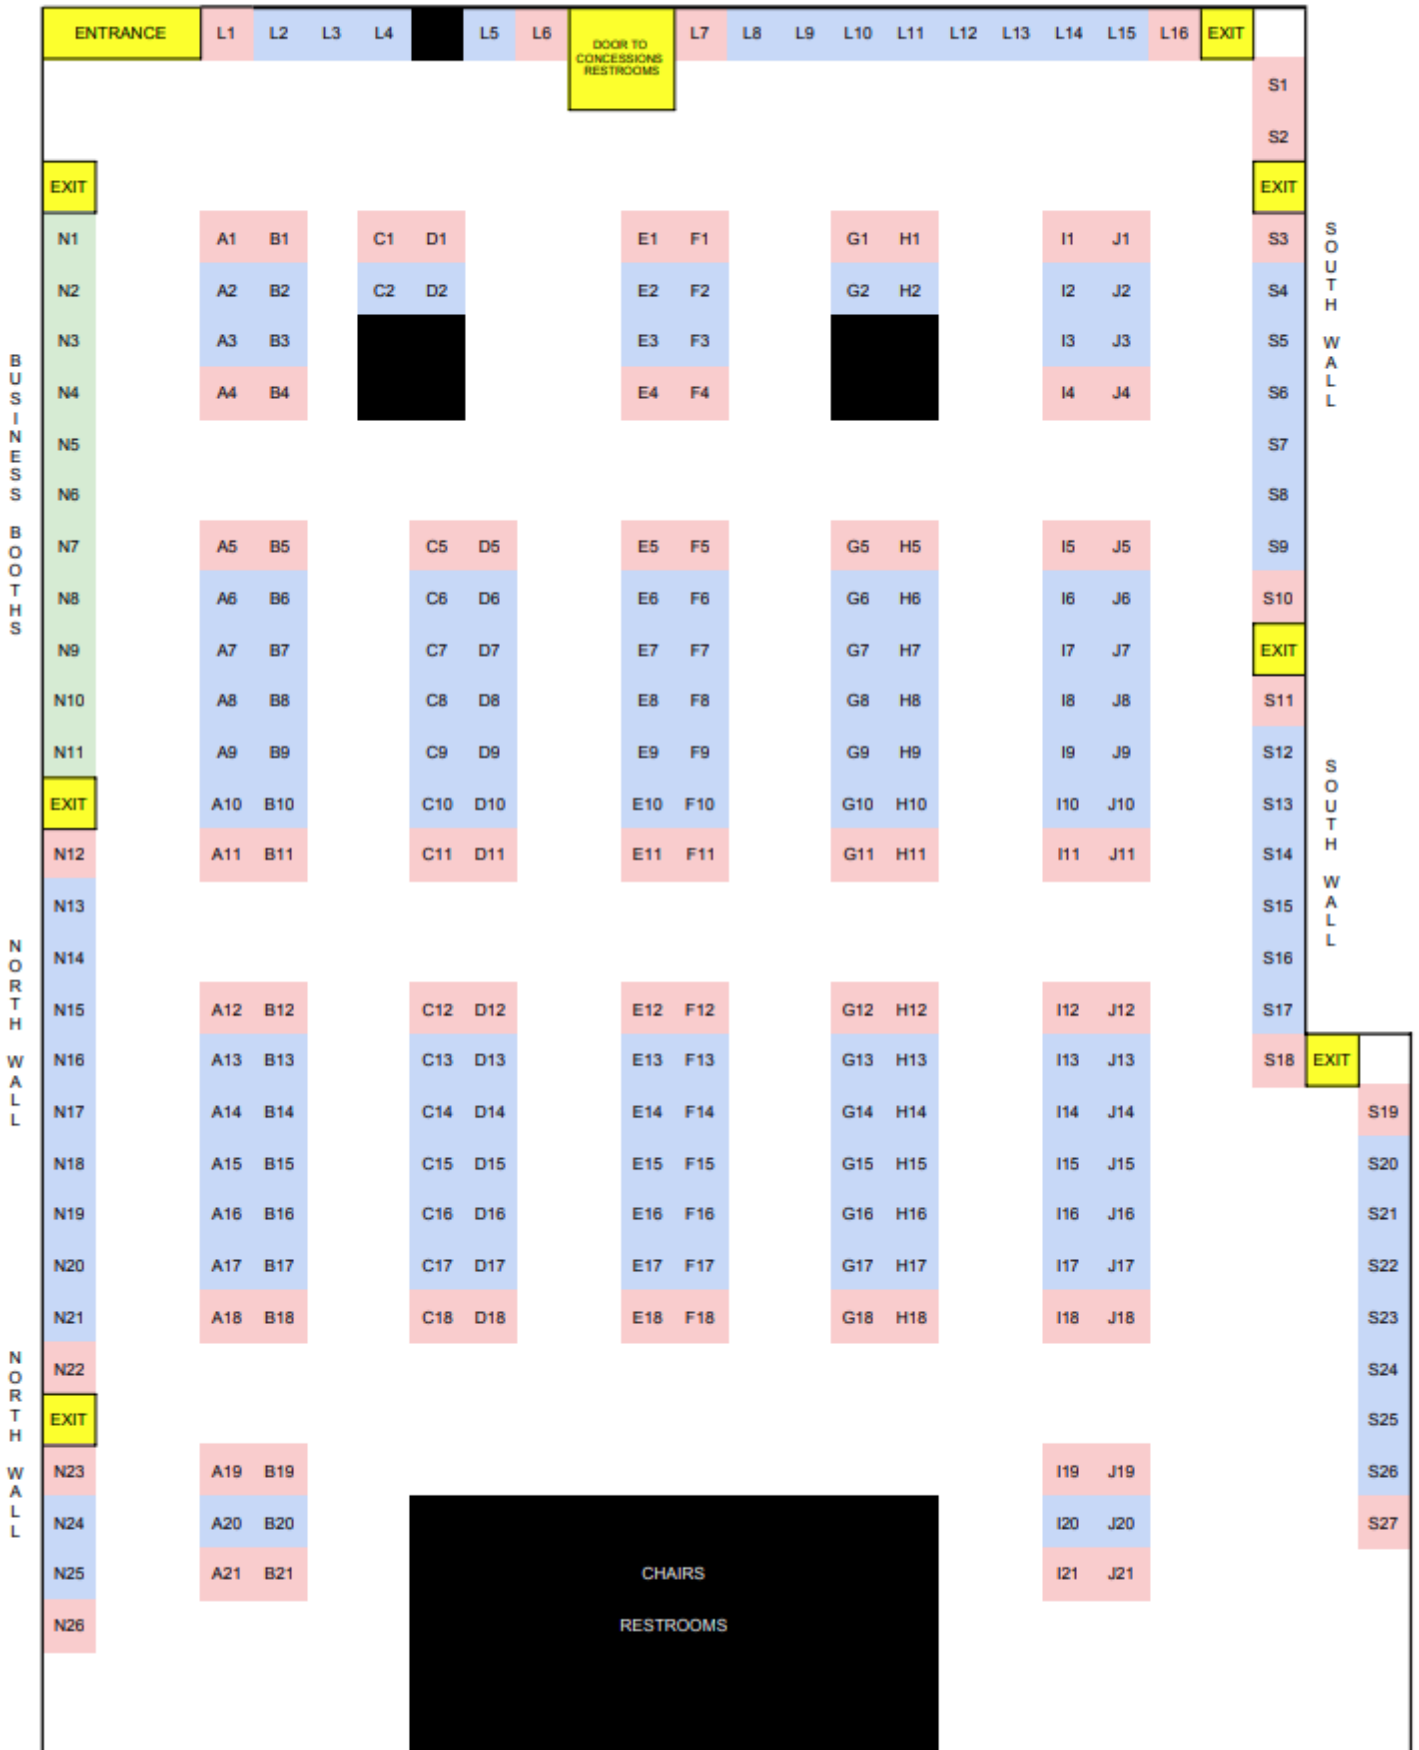 ENTRANCE L1 L2 L3 L4 L5 L6 DOOR TO CONCESSIONS RESTROOMS L7 L8 L9 L10 L11 L12 L13 L14 L15 L16 EXIT
S1
S2
EXIT EXIT
N1 A1 B1 C1 D1 E1 F1 G1 H1 I1 J1 S3
N2 A2 B2 C2 D2 E2 F2 G2 H2 I2 J2 S4
N3 A3 B3 E3 F3 I3 J3 S5
N4 A4 B4 E4 F4 I4 J4 S6
N5 S7
N6 S8
N7 A5 B5 C5 D5 E5 F5 G5 H5 I5 J5 S9
N8 A6 B6 C6 D6 E6 F6 G6 H6 I6 J6 S10
N9 A7 B7 C7 D7 E7 F7 G7 H7 I7 J7 EXIT
N10 A8 B8 C8 D8 E8 F8 G8 H8 I8 J8 S11
N11 A9 B9 C9 D9 E9 F9 G9 H9 I9 J9 S12
EXIT A10 B10 C10 D10 E10 F10 G10 H10 I10 J10 S13
N12 A11 B11 C11 D11 E11 F11 G11 H11 I11 J11 S14
N13 S15
N14 S16
N15 A12 B12 C12 D12 E12 F12 G12 H12 I12 J12 S17
N16 A13 B13 C13 D13 E13 F13 G13 H13 I13 J13 S18 EXIT
N17 A14 B14 C14 D14 E14 F14 G14 H14 I14 J14 S19
N18 A15 B15 C15 D15 E15 F15 G15 H15 I15 J15 S20
N19 A16 B16 C16 D16 E16 F16 G16 H16 I16 J16 S21
N20 A17 B17 C17 D17 E17 F17 G17 H17 I17 J17 S22
N21 A18 B18 C18 D18 E18 F18 G18 H18 I18 J18 S23
N22 S24
EXIT S25
N23 A19 B19 I19 J19 S26
N24 A20 B20 I20 J20 S27
N25 A21 B21 CHAIRS I21 J21
N26 RESTROOMS
BUSINESS BOOTHS
NORTH WALL
NORTH WALL
SOUTH WALL
SOUTH WALL